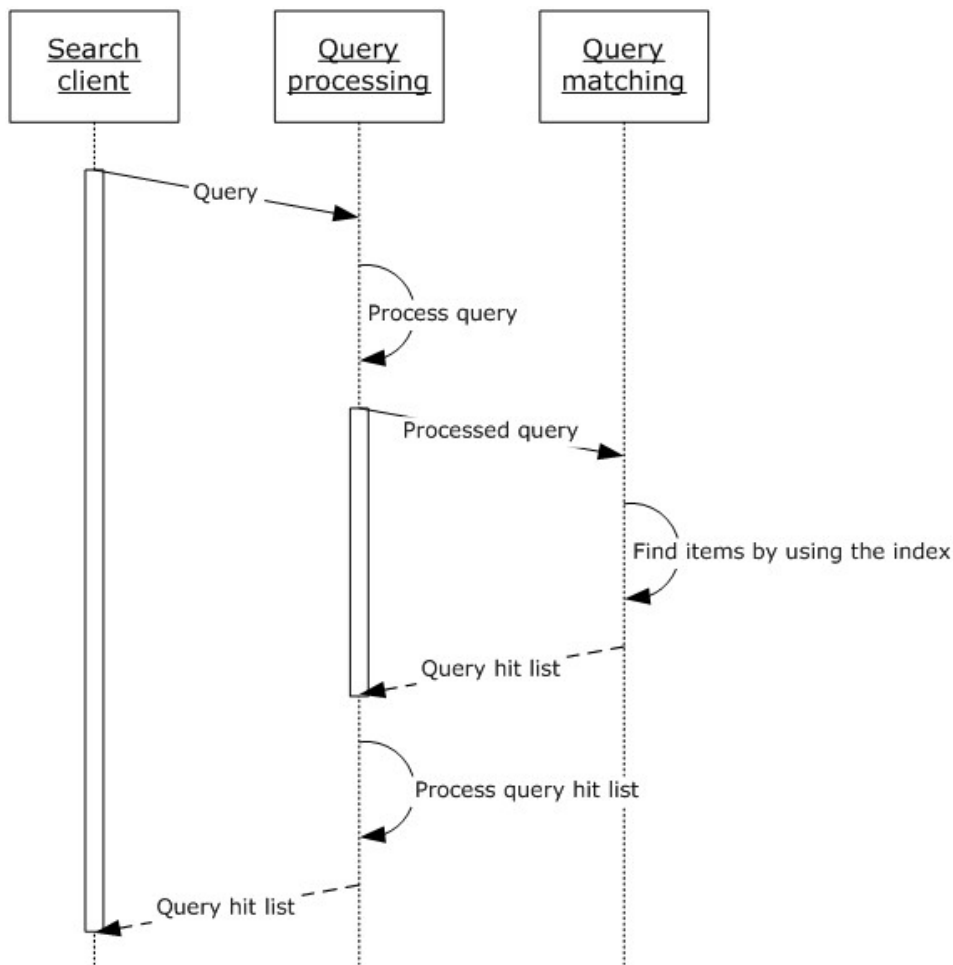 Search
client
Query
processing
Query
matching
Query
Process query
Processed query
Find items by using the index
Query hit list
Process query hit list
Query hit list